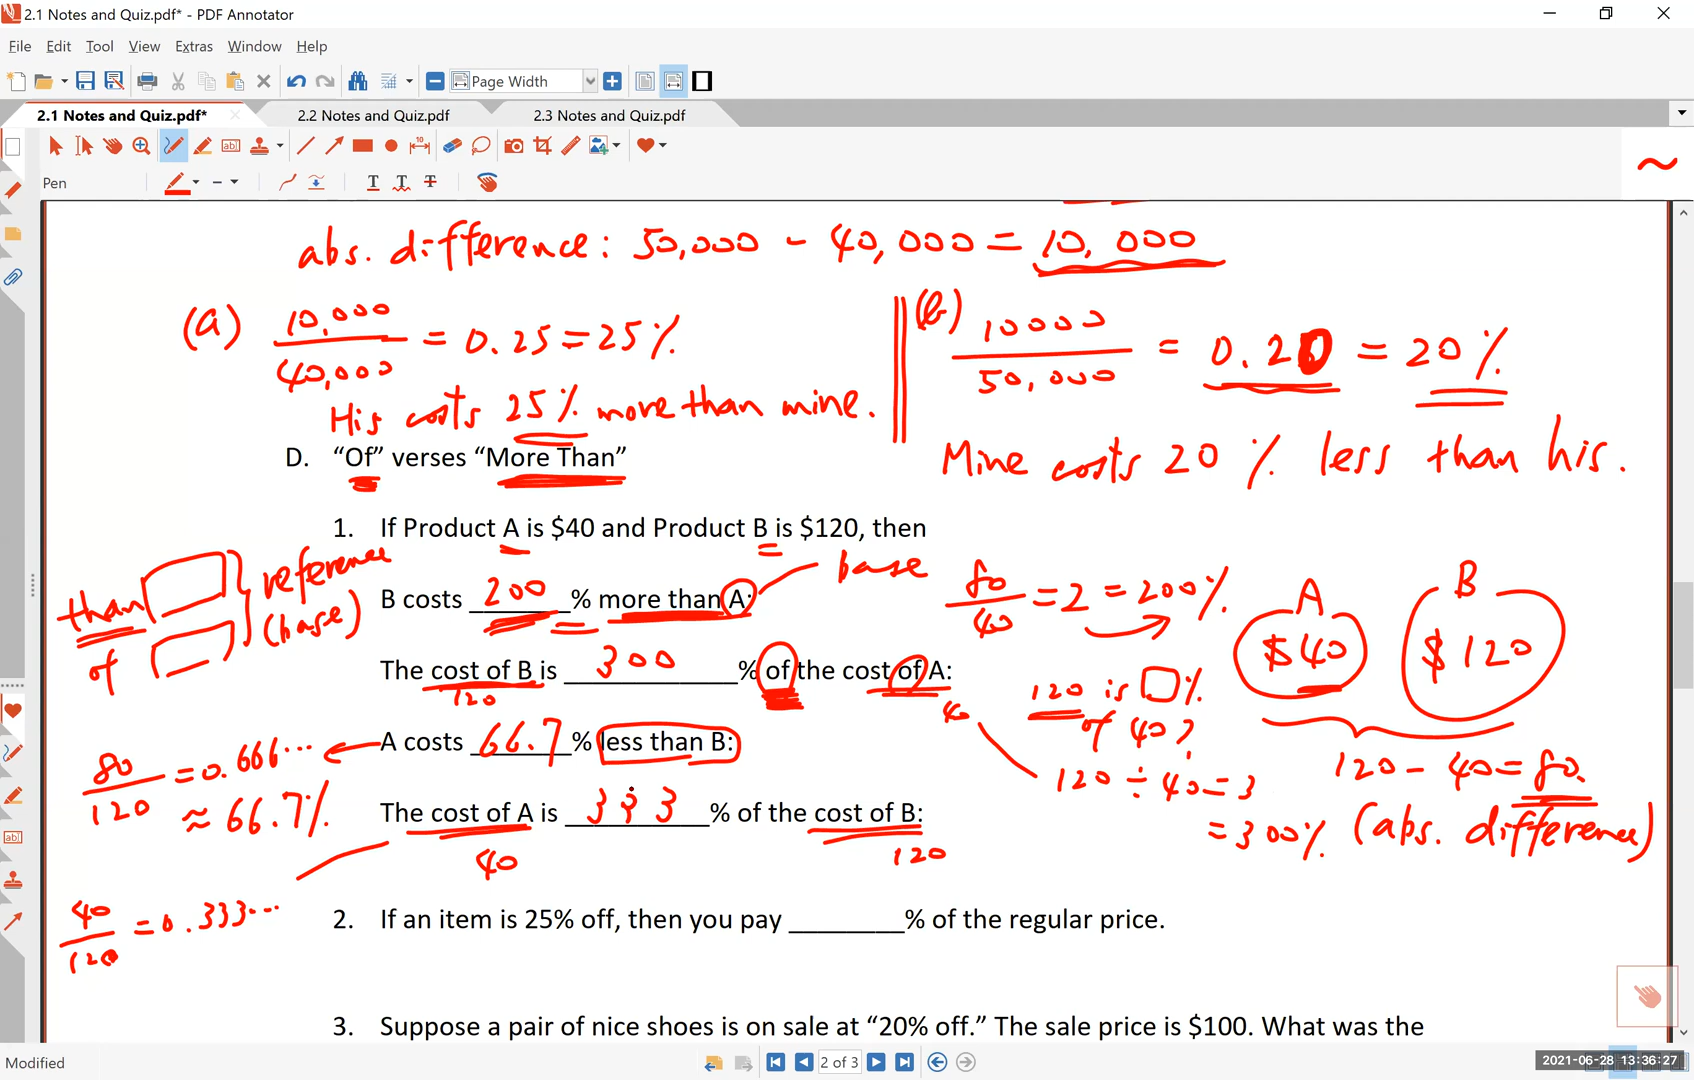 2.1 Notes and Quiz.pdf* - PDF Annotator
File Edit Tool View Extras Window Help
Page Width
2.1 Notes and Quiz.pdf* 2.2 Notes and Quiz.pdf 2.3 Notes and Quiz.pdf
Pen
abs. difference: 50,000 - 40,000 = 10,000
(a) 10,000 / 40,000 = 0.25 = 25%
His costs 25% more than mine.
(b) 10000 / 50,000 = 0.20 = 20%
Mine costs 20% less than his.
D. “Of” verses “More Than”
1. If Product A is $40 and Product B is $120, then
than
of
reference
(base)
B costs 200% more than A:
base
80/40 = 2 = 200%
A
$40
B
$120
The cost of B is 300% of the cost of A:
120
40
120 is % of 40?
120 ÷ 40 = 3
= 300%
120 - 40 = 80.
(abs. difference)
A costs 66.7% less than B:
80/120 = 0.666...
≈ 66.7%
The cost of A is 333% of the cost of B:
40
120
40/120 = 0.333...
2. If an item is 25% off, then you pay ________% of the regular price.
3. Suppose a pair of nice shoes is on sale at “20% off.” The sale price is $100. What was the
Modified
2 of 3
2021-06-28 13:36:27